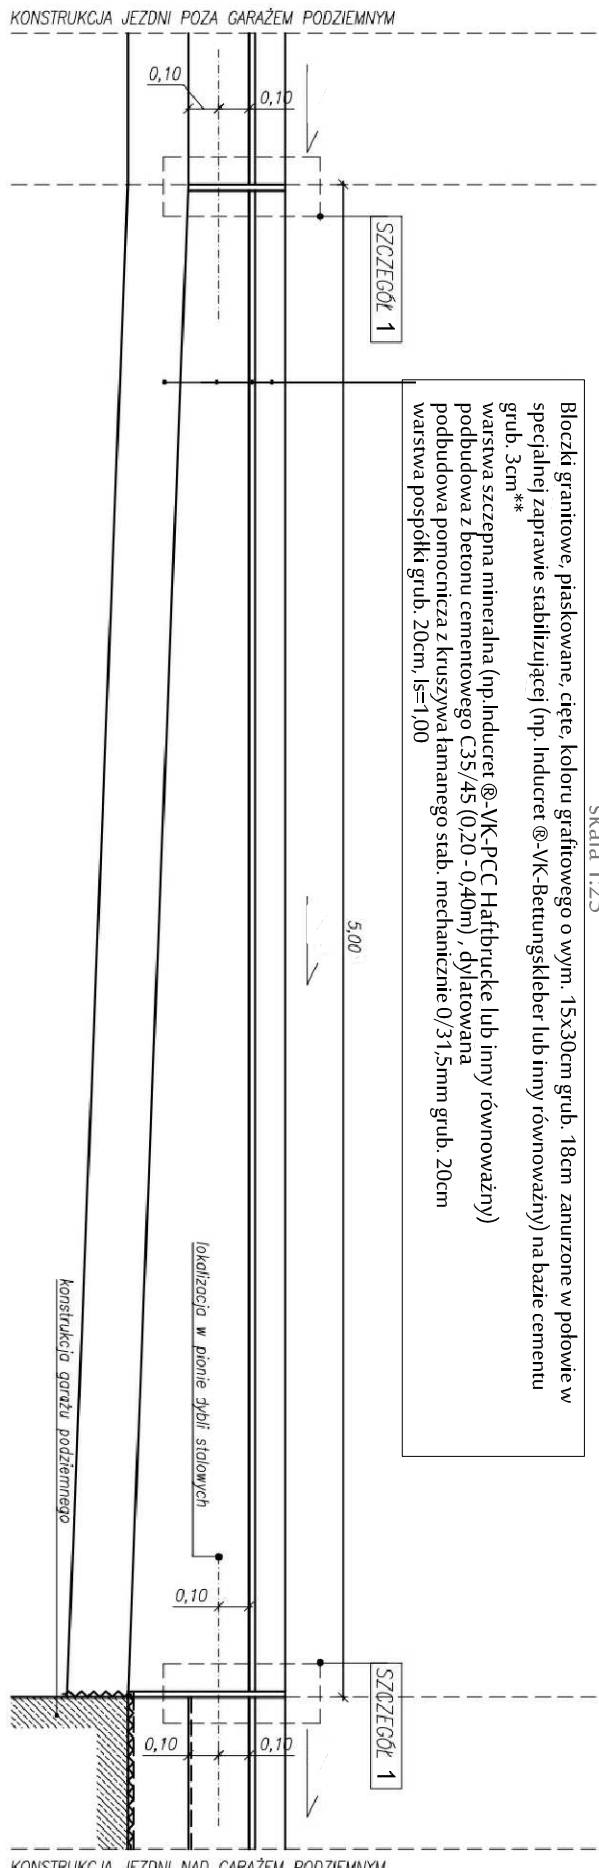 KONSTRUKCJA JEZDNI POZA GARAŻEM PODZIEMNYM
0,10
0,10
SZCZEGÓŁ 1
skala 1:25
Bloczki granitowe, piaskowane, cięte, koloru grafitowego o wym. 15x30cm grub. 18cm zanurzone w połowie w
specjalnej zaprawie stabilizującej (np. Inducret ®-VK-Bettungskleber lub inny równoważny) na bazie cementu
grub. 3cm**
warstwa szczepna mineralna (np.Inducret ®-VK-PCC Haftbrucke lub inny równoważny)
podbudowa z betonu cementowego C35/45 (0,20 - 0,40m) , dylatowana
podbudowa pomocnicza z kruszywa łamanego stab. mechanicznie 0/31,5mm grub. 20cm
warstwa pospółki grub. 20cm, Is=1,00
5,00
lokalizacja w pionie dybli stalowych
konstrukcja garażu podziemnego
0,10
SZCZEGÓŁ 1
0,10
0,10
KONSTRUKCJA JEZDNI NAD GARAŻEM PODZIEMNYM